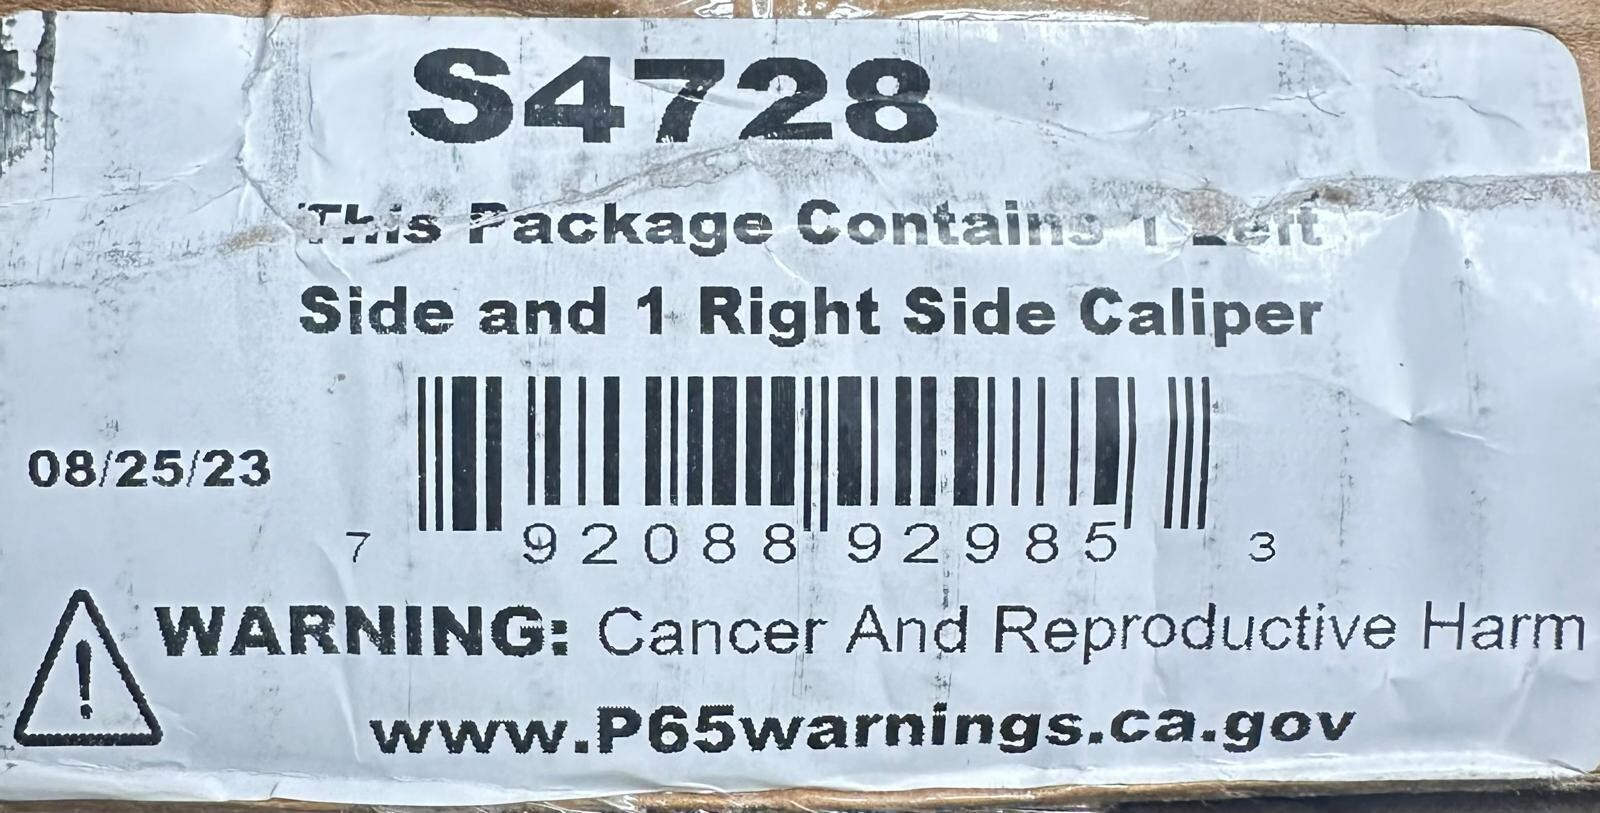 S4728
This Package Contains 1 Left
Side and 1 Right Side Caliper
08/25/23
7 92088 92985 3
WARNING: Cancer And Reproductive Harm
www.P65warnings.ca.gov